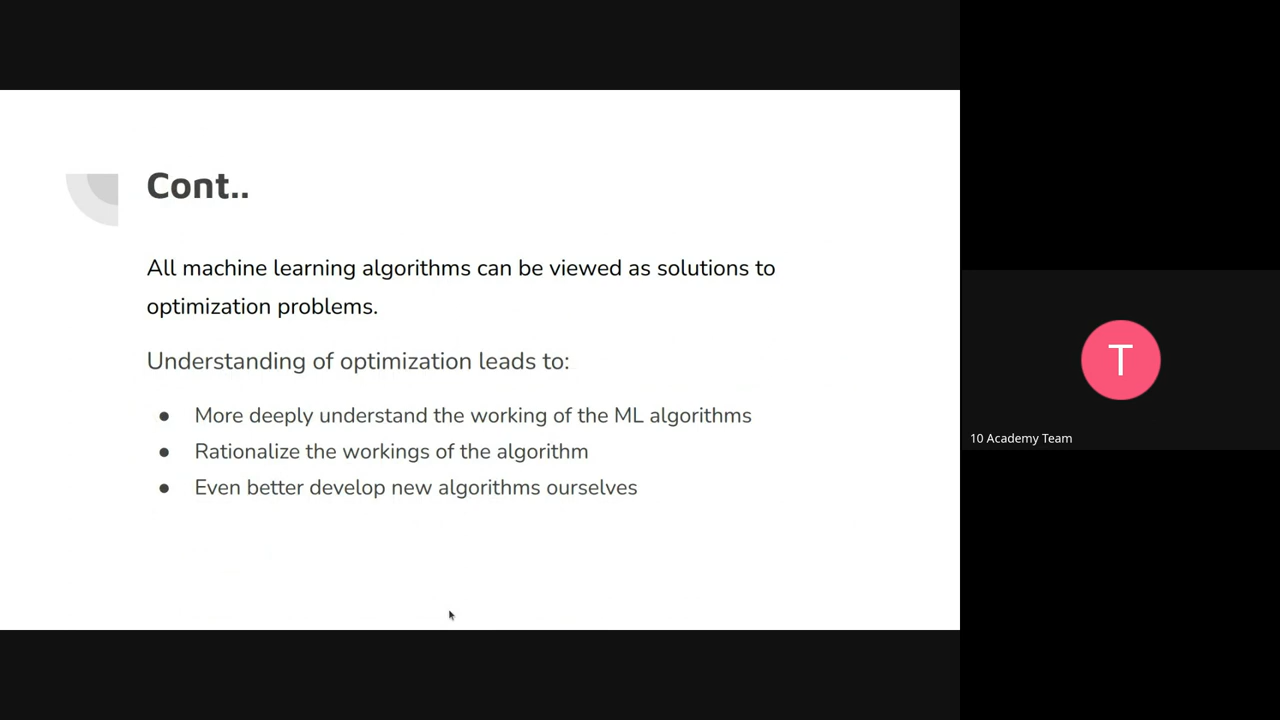 Cont..
All machine learning algorithms can be viewed as solutions to
optimization problems.
Understanding of optimization leads to:
● More deeply understand the working of the ML algorithms
● Rationalize the workings of the algorithm
● Even better develop new algorithms ourselves
T
10 Academy Team